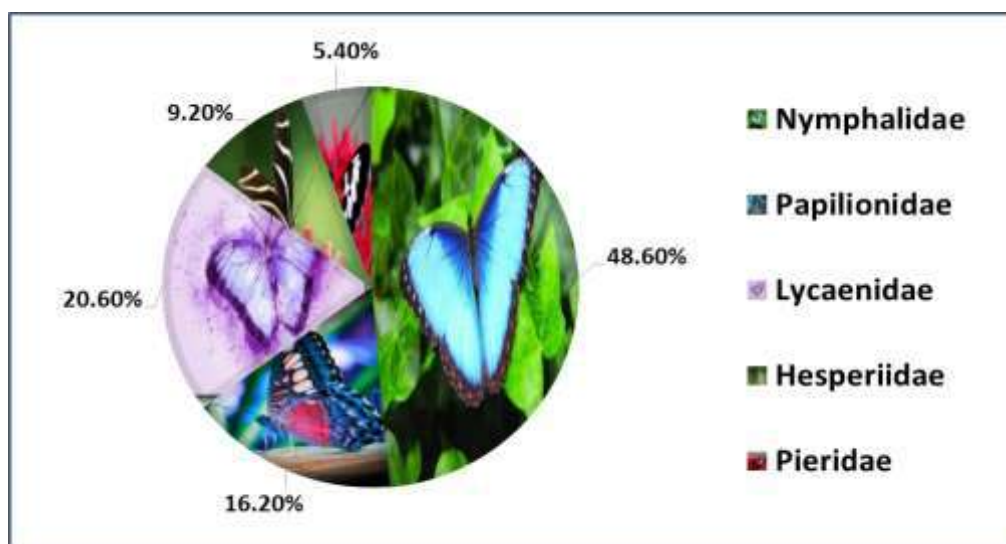 5.40%
9.20%
48.60%
20.60%
16.20%
Nymphalidae
Papilionidae
Lycaenidae
Hesperiidae
Pieridae